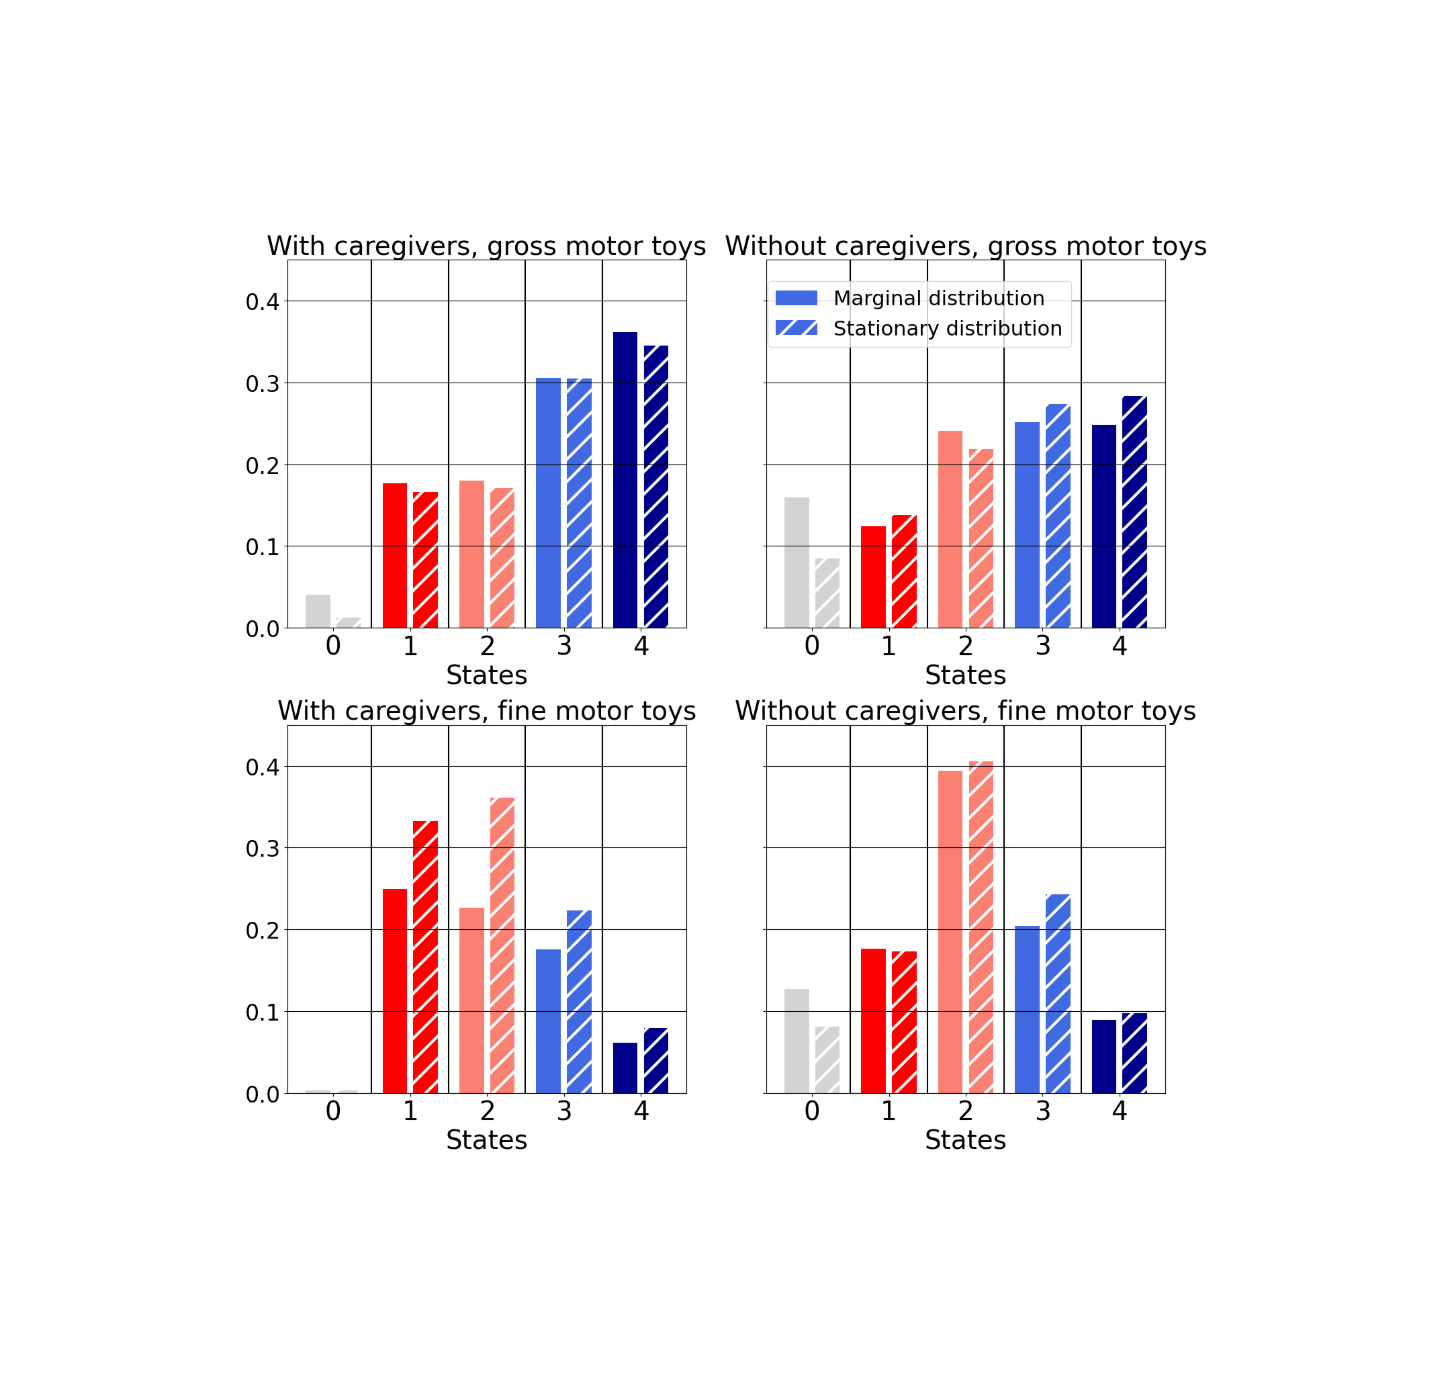 With caregivers, gross motor toys
0.4
0.3
0.2
0.1
0.0
0 1 2 3 4
States
Without caregivers, gross motor toys
Marginal distribution
Stationary distribution
0 1 2 3 4
States
With caregivers, fine motor toys
0.4
0.3
0.2
0.1
0.0
0 1 2 3 4
States
Without caregivers, fine motor toys
0 1 2 3 4
States